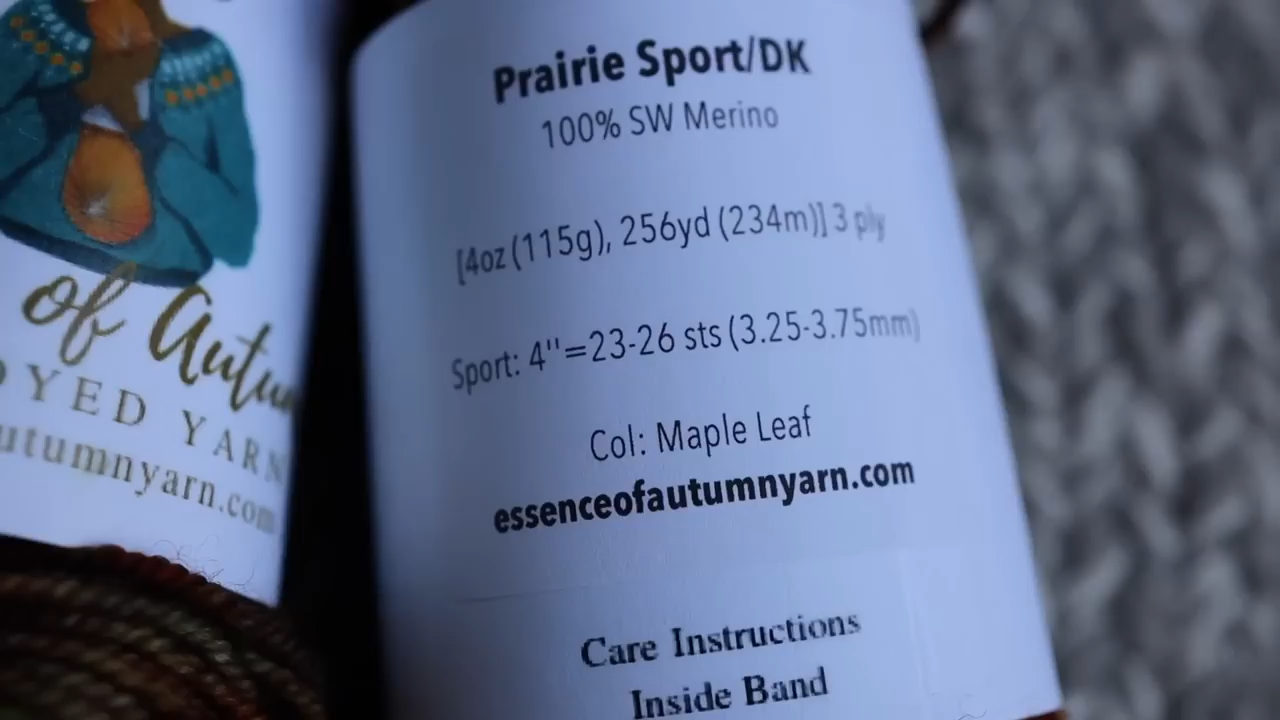 of Autu
YED YARN
utumnyarn.com
Prairie Sport/DK
100% SW Merino
[4oz (115g), 256yd (234m)] 3 ply
Sport: 4''=23-26 sts (3.25-3.75mm)
Col: Maple Leaf
essenceofautumnyarn.com
Care Instructions
Inside Band